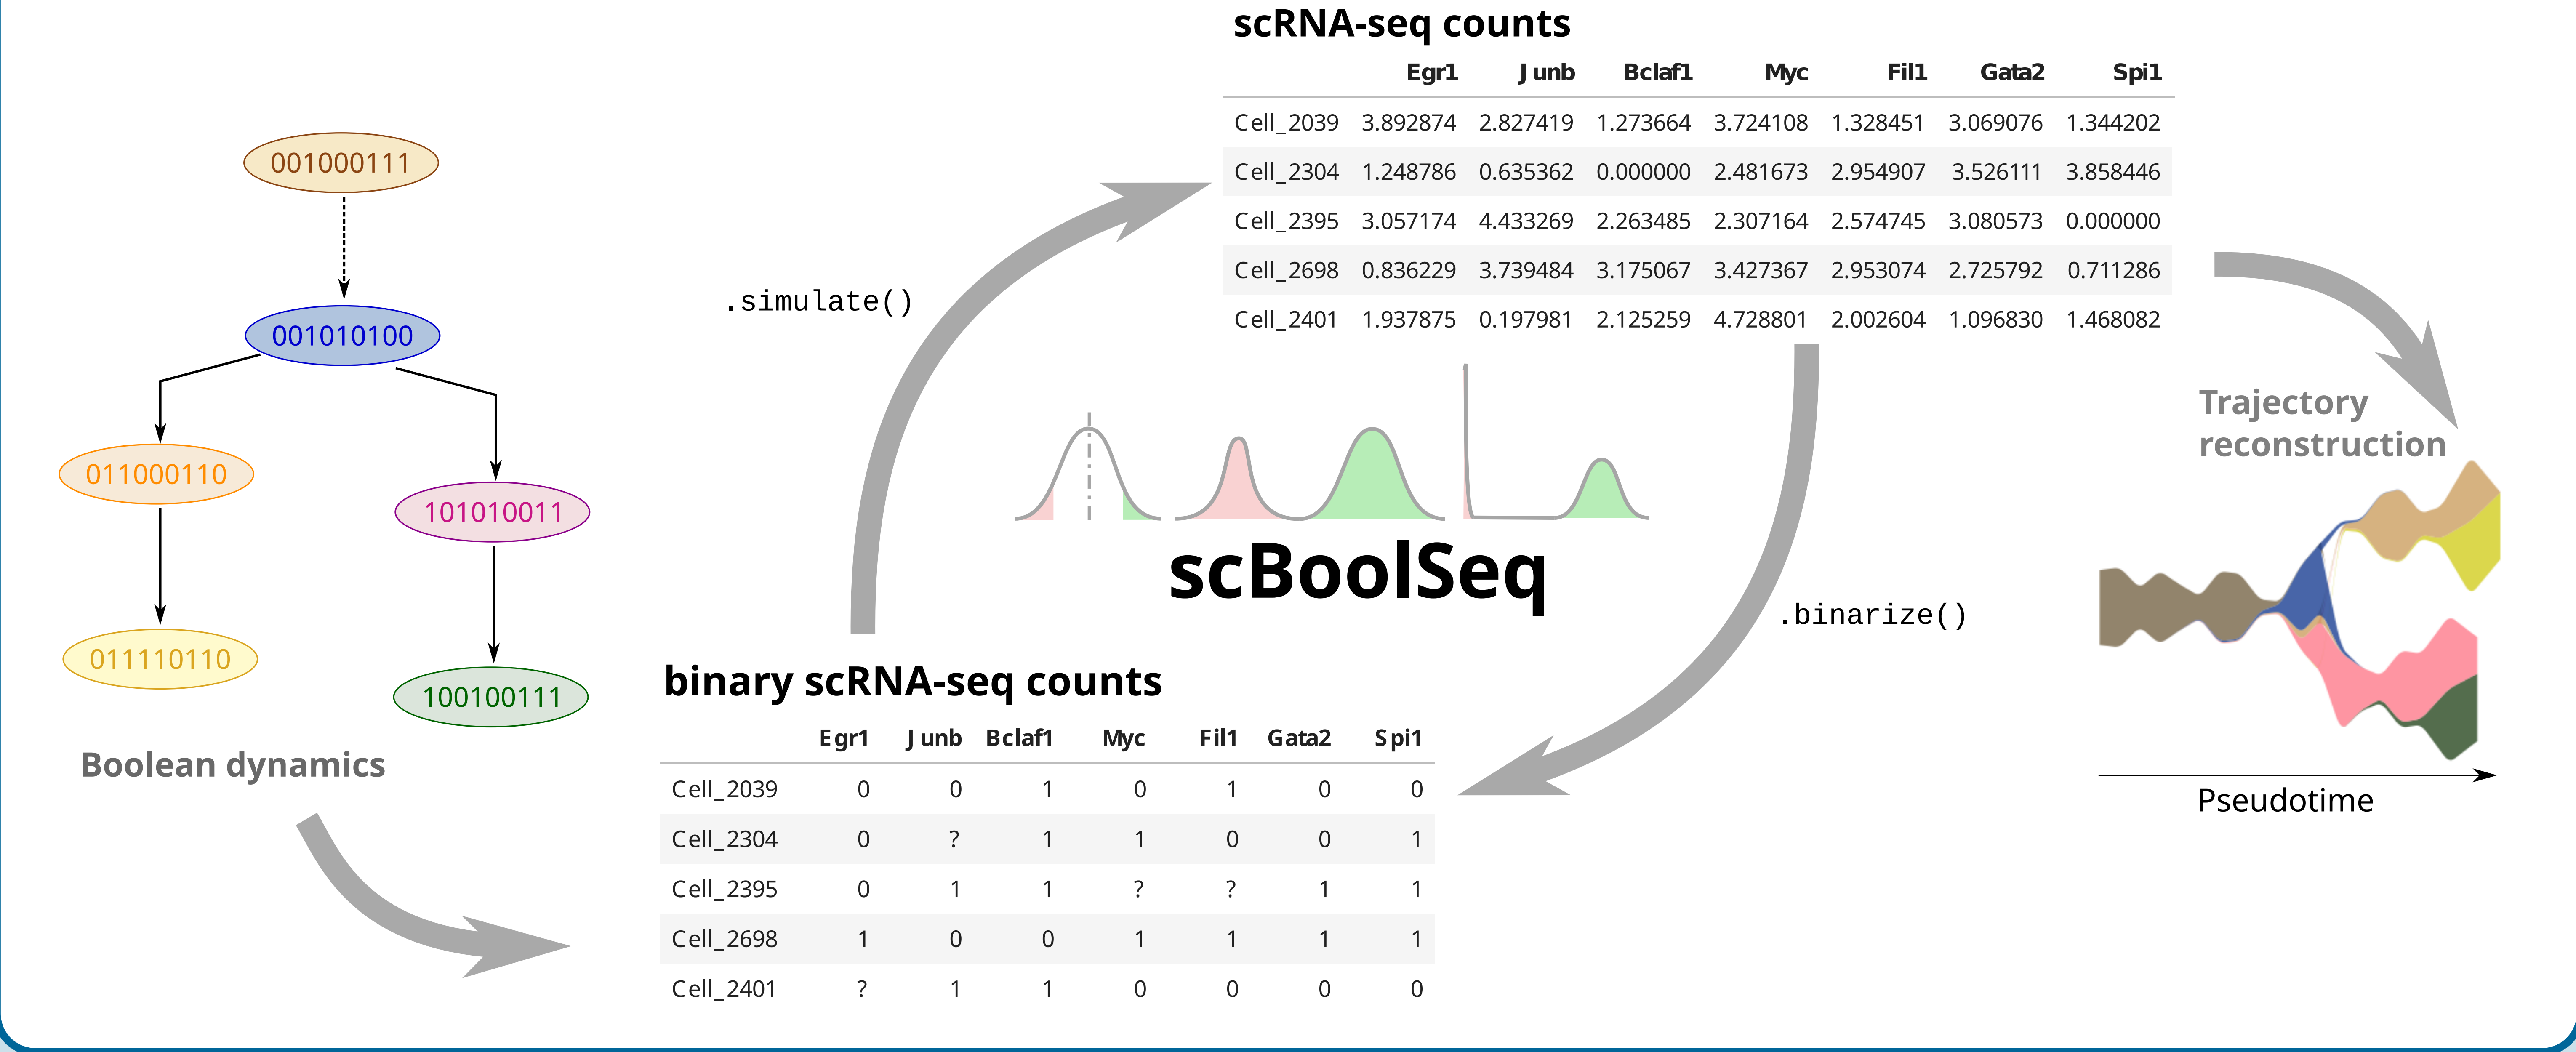 scRNA-seq counts
Egr1 Junb Bclaf1 Myc Fil1 Gata2 Spi1
Cell_2039 3.892874 2.827419 1.273664 3.724108 1.328451 3.069076 1.344202
Cell_2304 1.248786 0.635362 0.000000 2.481673 2.954907 3.526111 3.858446
Cell_2395 3.057174 4.433269 2.263485 2.307164 2.574745 3.080573 0.000000
Cell_2698 0.836229 3.739484 3.175067 3.427367 2.953074 2.725792 0.711286
Cell_2401 1.937875 0.197981 2.125259 4.728801 2.002604 1.096830 1.468082
001000111
001010100
011000110
101010011
011110110
100100111
Boolean dynamics
.simulate()
scBoolSeq
.binarize()
binary scRNA-seq counts
Egr1 Junb Bclaf1 Myc Fil1 Gata2 Spi1
Cell_2039 0 0 1 0 1 0 0
Cell_2304 0 ? 1 1 0 0 1
Cell_2395 0 1 1 ? ? 1 1
Cell_2698 1 0 0 1 1 1 1
Cell_2401 ? 1 1 0 0 0 0
Trajectory
reconstruction
Pseudotime